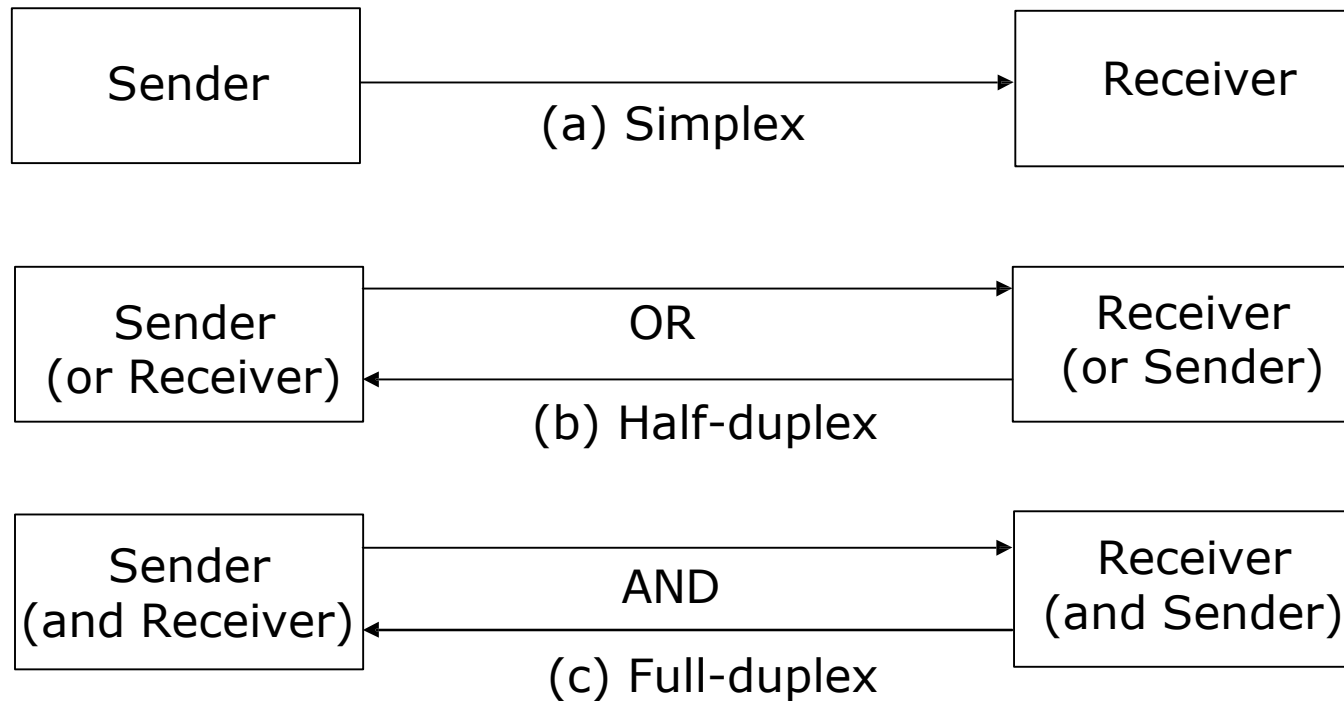 Sender
Receiver
(a) Simplex
Sender
(or Receiver)
OR
Receiver
(or Sender)
(b) Half-duplex
Sender
(and Receiver)
AND
Receiver
(and Sender)
(c) Full-duplex